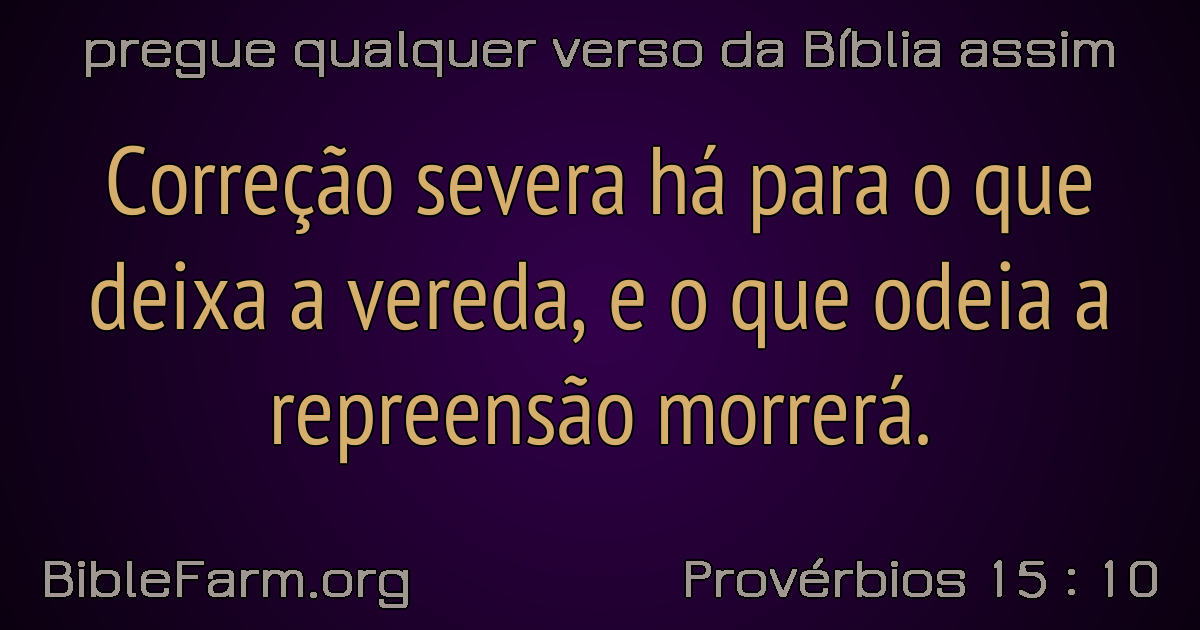 pregue qualquer verso da Bíblia assim
Correção severa há para o que
deixa a vereda, e o que odeia a
repreensão morrerá.
BibleFarm.org
Provérbios 15 : 10